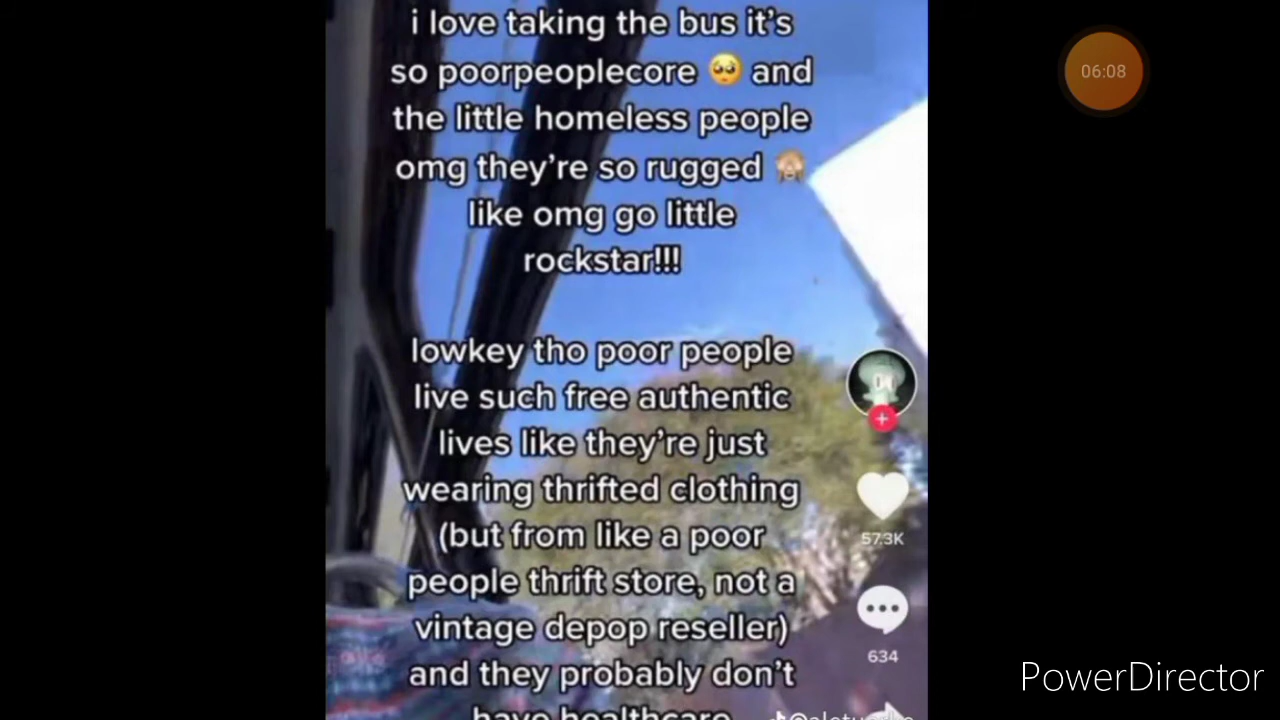 i love taking the bus it's
so poorpeoplecore 🥺 and
the little homeless people
omg they're so rugged 🙈
like omg go little
rockstar!!!
lowkey tho poor people
live such free authentic
lives like they're just
wearing thrifted clothing
(but from like a poor
people thrift store, not a
vintage depop reseller)
and they probably don't
have healthcare
06:08
57.3K
634
PowerDirector